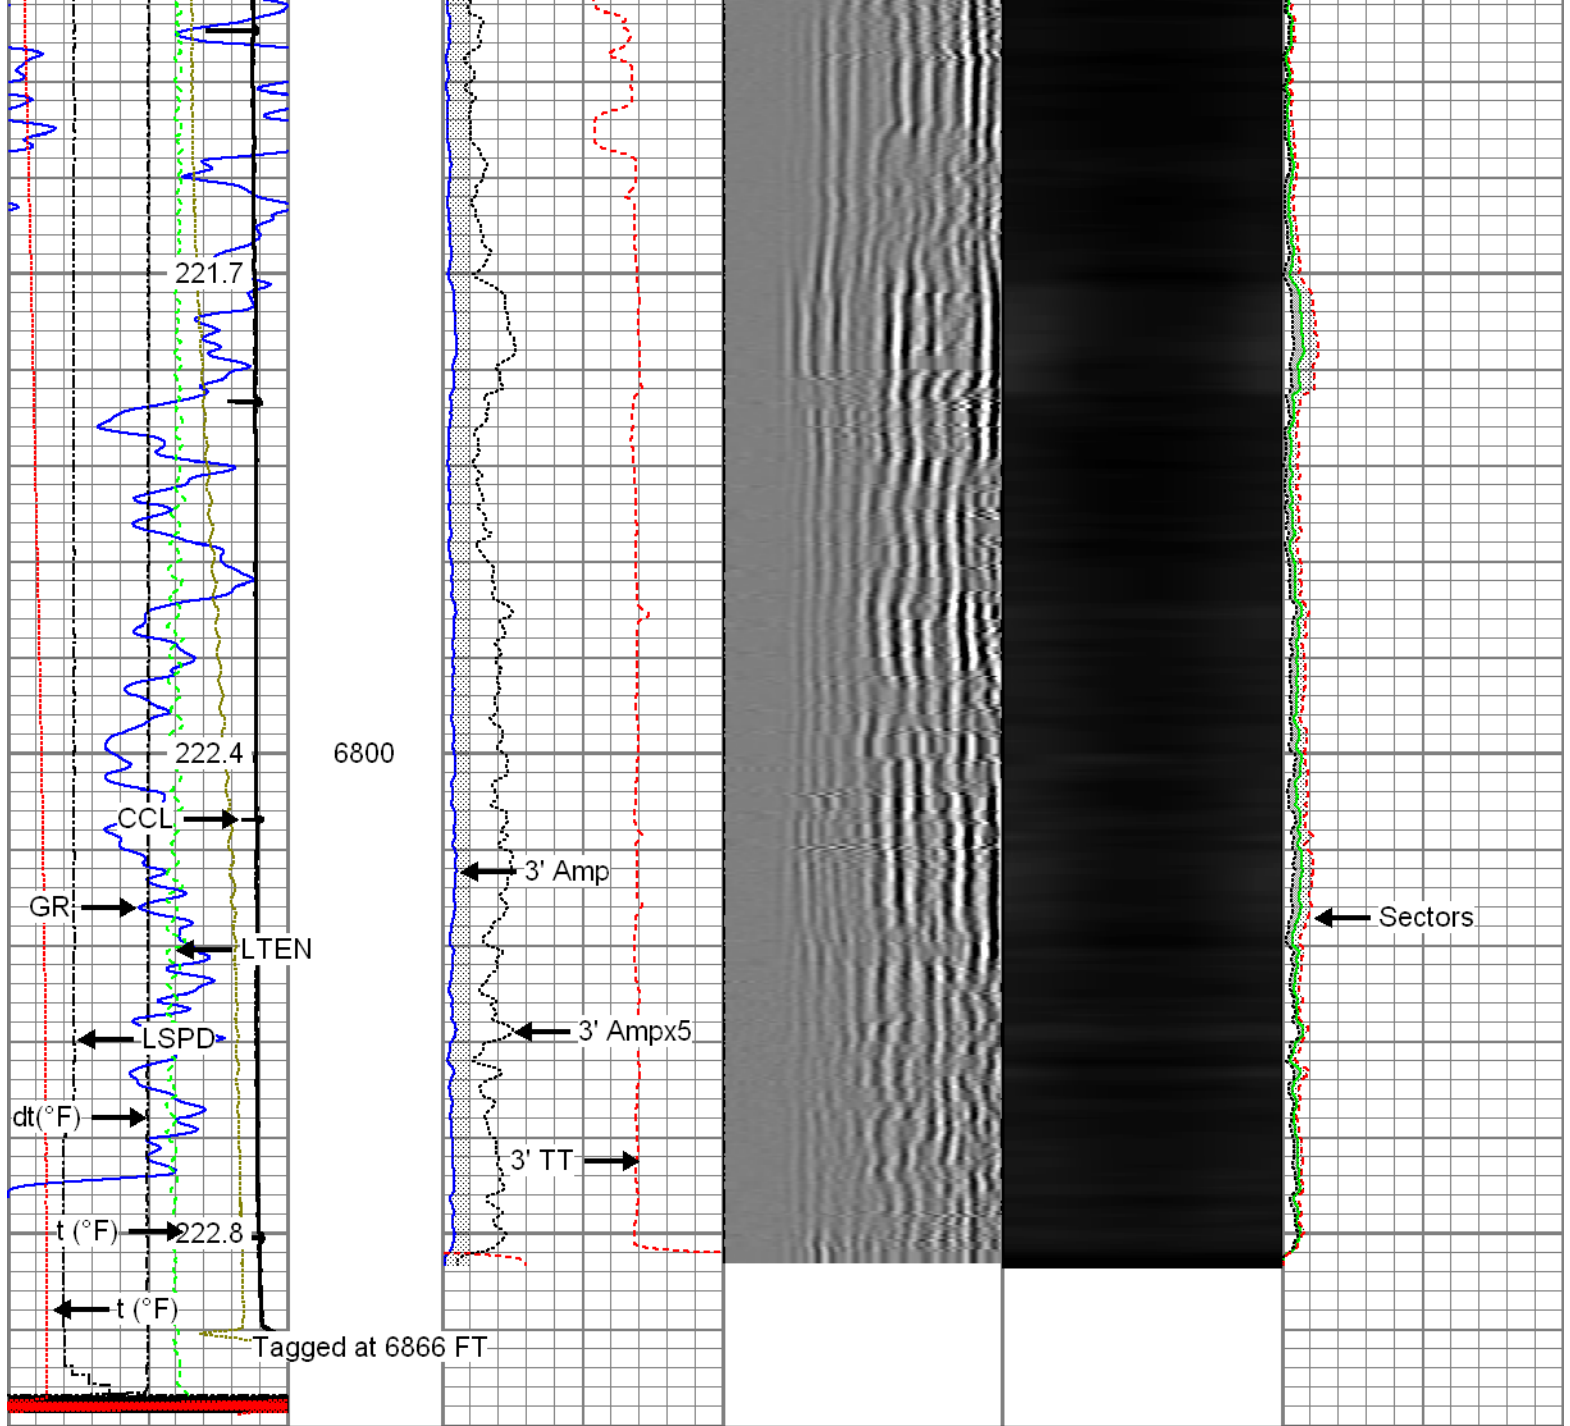 221.7
222.4
6800
CCL
3' Amp
GR
Sectors
LTEN
3' Ampx5
LSPD
dt(°F)
3' TT
t (°F)
222.8
t (°F)
Tagged at 6866 FT